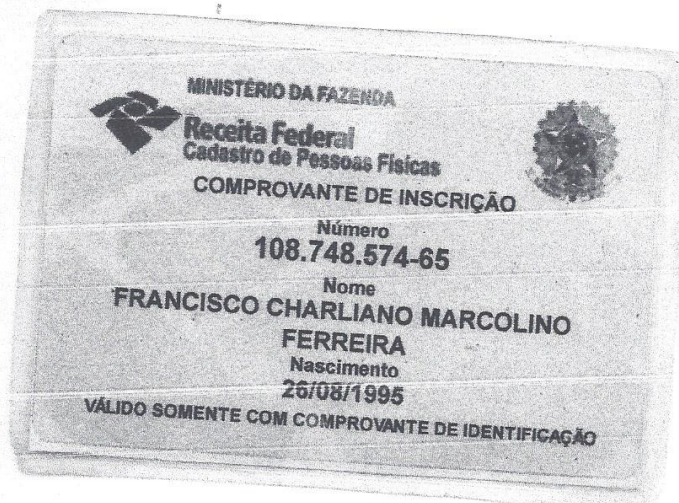 MINISTÉRIO DA FAZENDA
Receita Federal
Cadastro de Pessoas Físicas
COMPROVANTE DE INSCRIÇÃO
Número
108.748.574-65
Nome
FRANCISCO CHARLIANO MARCOLINO
FERREIRA
Nascimento
26/08/1995
VÁLIDO SOMENTE COM COMPROVANTE DE IDENTIFICAÇÃO